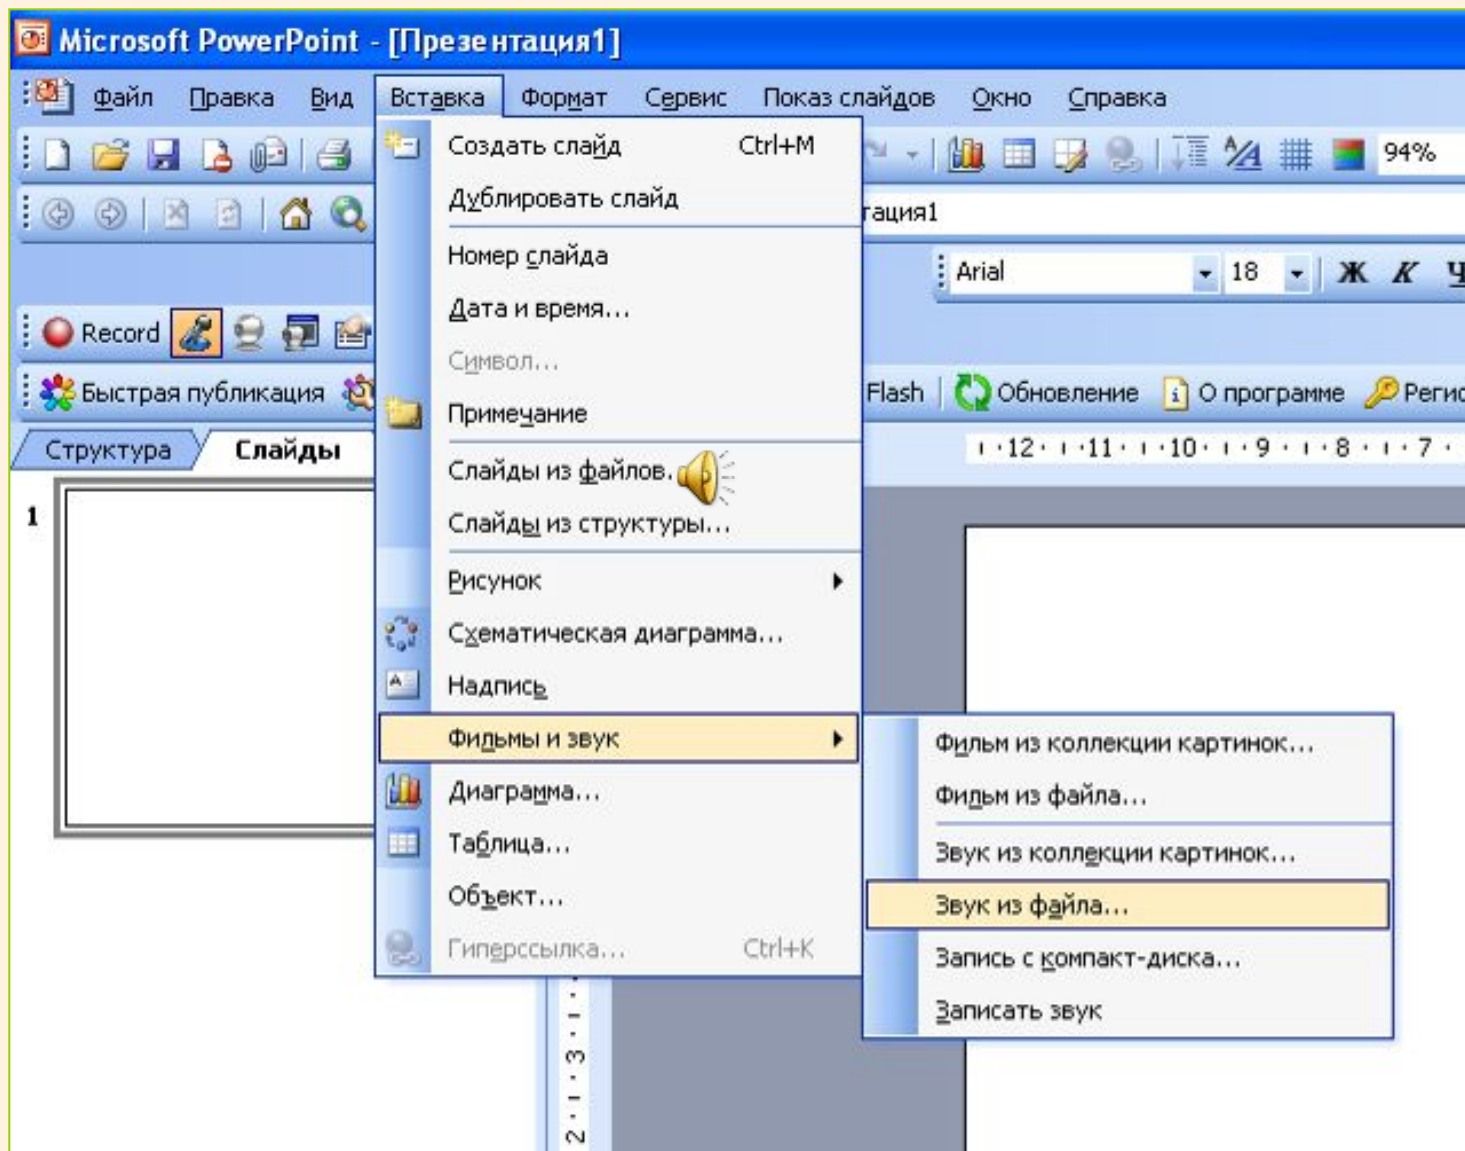 Microsoft PowerPoint - [Презентация1]
Файл Правка Вид Вставка Формат Сервис Показ слайдов Окно Справка
94%
тация1
Arial 18 Ж К Ч
Record
Быстрая публикация Flash Обновление О программе Регис
Структура Слайды
12 11 10 9 8 7
1
Создать слайд Ctrl+M
Дублировать слайд
Номер слайда
Дата и время...
Символ...
Примечание
Слайды из файлов.
Слайды из структуры...
Рисунок
Схематическая диаграмма...
Надпись
Фильмы и звук
Диаграмма...
Таблица...
Объект...
Гиперссылка... Ctrl+K
Фильм из коллекции картинок...
Фильм из файла...
Звук из коллекции картинок...
Звук из файла...
Запись с компакт-диска...
Записать звук
3
2